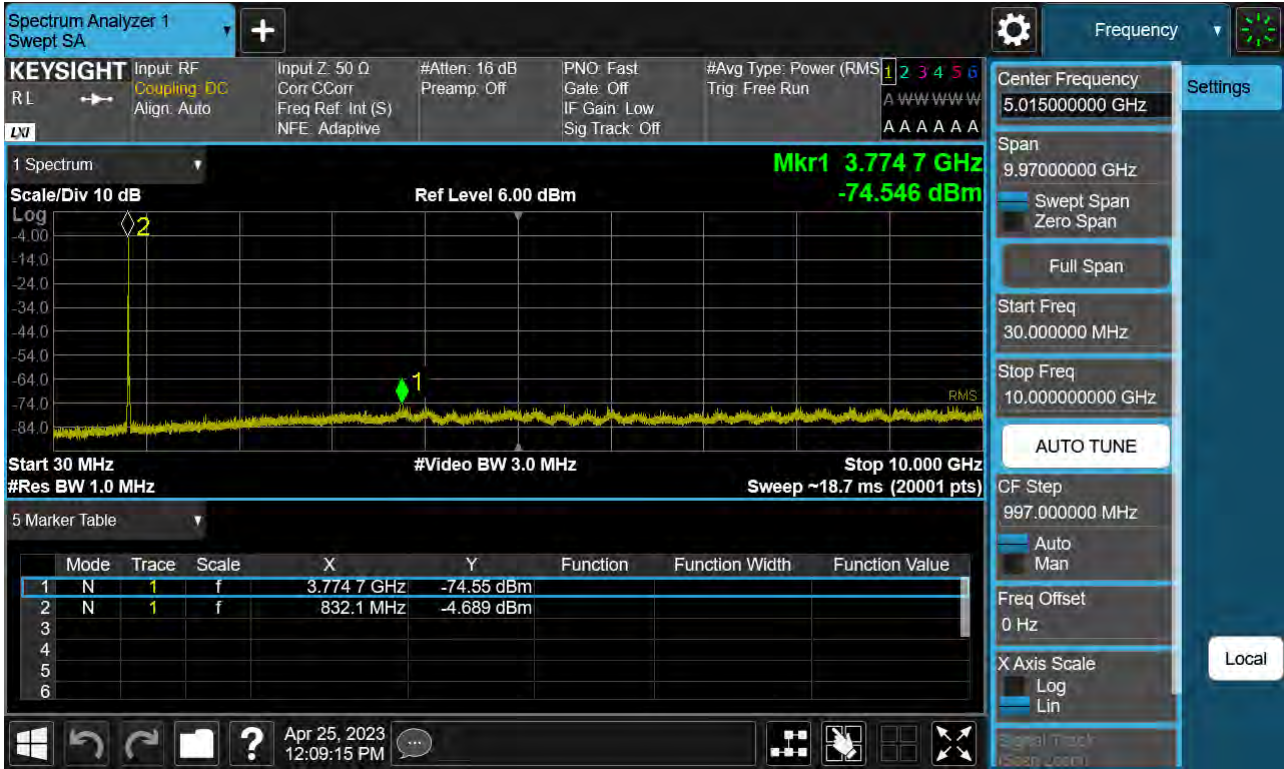 Spectrum Analyzer 1
Swept SA
+
Frequency
KEYSIGHT
R L
LXI
Input: RF
Coupling: DC
Align: Auto
Input Z: 50 Ω
Corr CCorr
Freq Ref: Int (S)
NFE: Adaptive
#Atten: 16 dB
Preamp: Off
PNO: Fast
Gate: Off
IF Gain: Low
Sig Track: Off
#Avg Type: Power (RMS
Trig: Free Run
1 2 3 4 5 6
A W W W W W
A A A A A A
1 Spectrum
Scale/Div 10 dB
Ref Level 6.00 dBm
Mkr1 3.774 7 GHz
-74.546 dBm
Log
-4.00
-14.0
-24.0
-34.0
-44.0
-54.0
-64.0
-74.0
-84.0
2
1
RMS
Start 30 MHz
#Video BW 3.0 MHz
Stop 10.000 GHz
#Res BW 1.0 MHz
Sweep ~18.7 ms (20001 pts)
5 Marker Table
Mode Trace Scale X Y Function Function Width Function Value
1 N 1 f 3.774 7 GHz -74.55 dBm
2 N 1 f 832.1 MHz -4.689 dBm
3
4
5
6
?
Apr 25, 2023
12:09:15 PM
Center Frequency
5.015000000 GHz
Span
9.97000000 GHz
Swept Span
Zero Span
Full Span
Start Freq
30.000000 MHz
Stop Freq
10.000000000 GHz
AUTO TUNE
CF Step
997.000000 MHz
Auto
Man
Freq Offset
0 Hz
X Axis Scale
Log
Lin
Signal Track
(Span Zoom)
Settings
Local